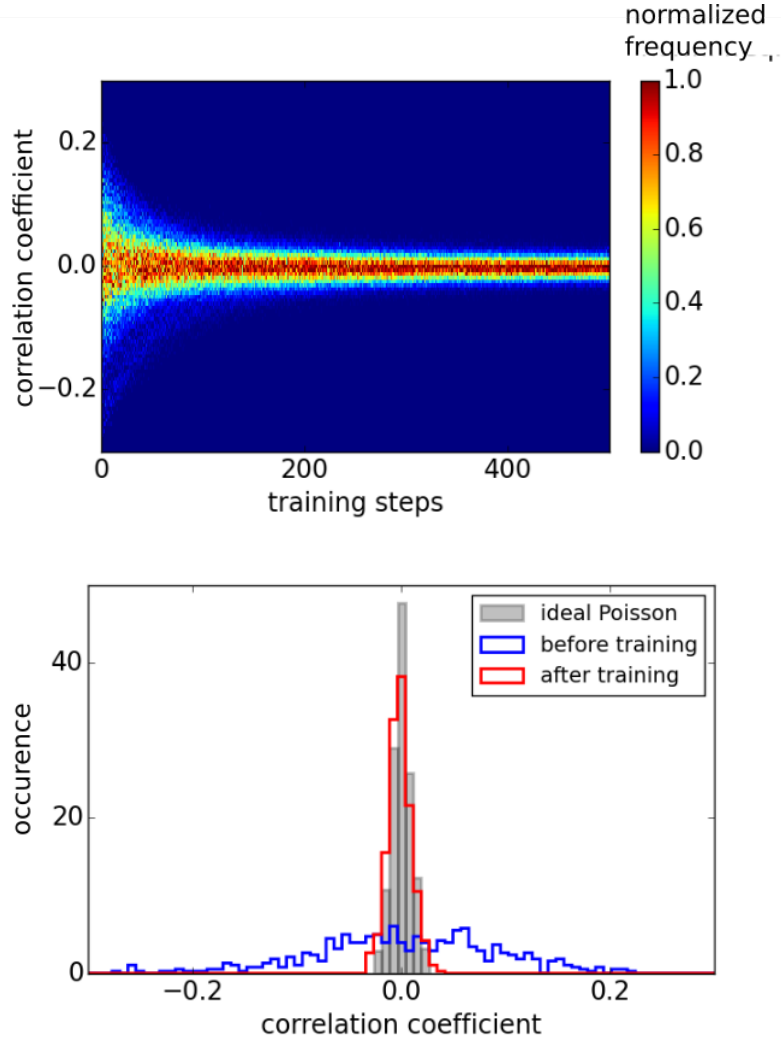 normalized
frequency
1.0
0.8
0.6
0.4
0.2
0.0
correlation coefficient
0.2
0.0
−0.2
0
200
400
training steps
ideal Poisson
before training
after training
occurence
40
20
0
−0.2
0.0
0.2
correlation coefficient